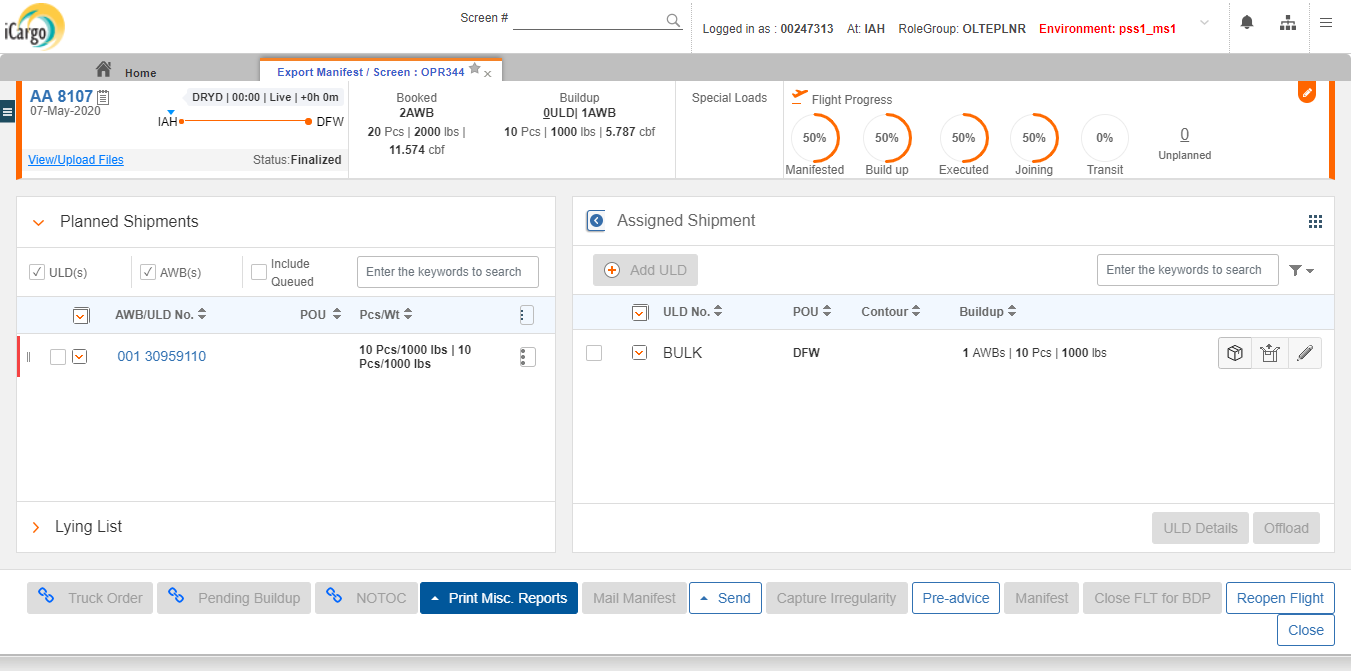 iCargo
Screen #
Logged in as : 00247313 At: IAH RoleGroup: OLTEPLNR Environment: pss1_ms1
Home
Export Manifest / Screen : OPR344
AA 8107
07-May-2020
DRYD | 00:00 | Live | +0h 0m
IAH DFW
View/Upload Files
Status:Finalized
Booked
2AWB
20 Pcs | 2000 lbs |
11.574 cbf
Buildup
0ULD| 1AWB
10 Pcs | 1000 lbs | 5.787 cbf
Special Loads
Flight Progress
50% 50% 50% 50% 0% 0
Manifested Build up Executed Joining Transit Unplanned
Planned Shipments
ULD(s) AWB(s) Include
Queued
Enter the keywords to search
AWB/ULD No. POU Pcs/Wt
001 30959110
10 Pcs/1000 lbs | 10
Pcs/1000 lbs
Lying List
Assigned Shipment
Add ULD
Enter the keywords to search
ULD No. POU Contour Buildup
BULK DFW 1 AWBs | 10 Pcs | 1000 lbs
ULD Details Offload
Truck Order Pending Buildup NOTOC Print Misc. Reports Mail Manifest Send Capture Irregularity Pre-advice Manifest Close FLT for BDP Reopen Flight
Close